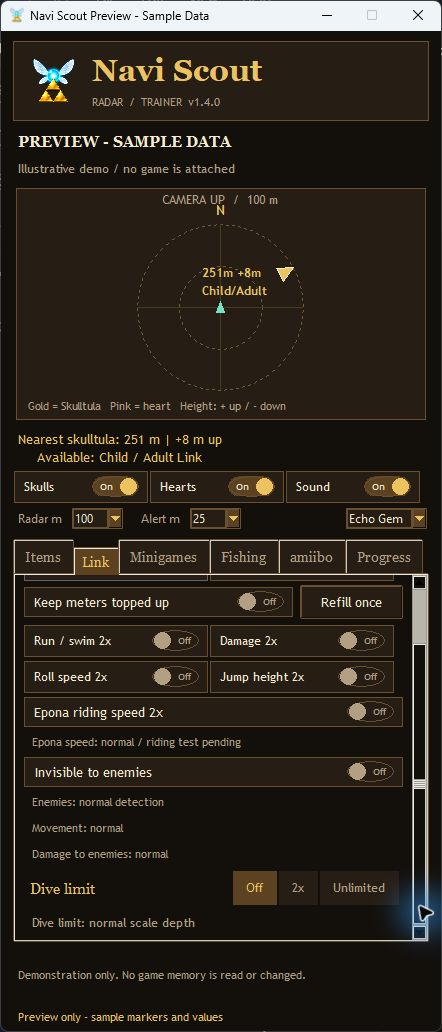 Navi Scout Preview - Sample Data
Navi Scout
RADAR / TRAINER v1.4.0
PREVIEW - SAMPLE DATA
Illustrative demo / no game is attached
CAMERA UP / 100 m
N
251m +8m
Child/Adult
Gold = Skulltula Pink = heart Height: + up / - down
Nearest skulltula: 251 m | +8 m up
Available: Child / Adult Link
Skulls On Hearts On Sound On
Radar m 100 Alert m 25 Echo Gem
Items Link Minigames Fishing amiibo Progress
Keep meters topped up Off Refill once
Run / swim 2x Off Damage 2x Off
Roll speed 2x Off Jump height 2x Off
Epona riding speed 2x Off
Epona speed: normal / riding test pending
Invisible to enemies Off
Enemies: normal detection
Movement: normal
Damage to enemies: normal
Dive limit Off 2x Unlimited
Dive limit: normal scale depth
Demonstration only. No game memory is read or changed.
Preview only - sample markers and values